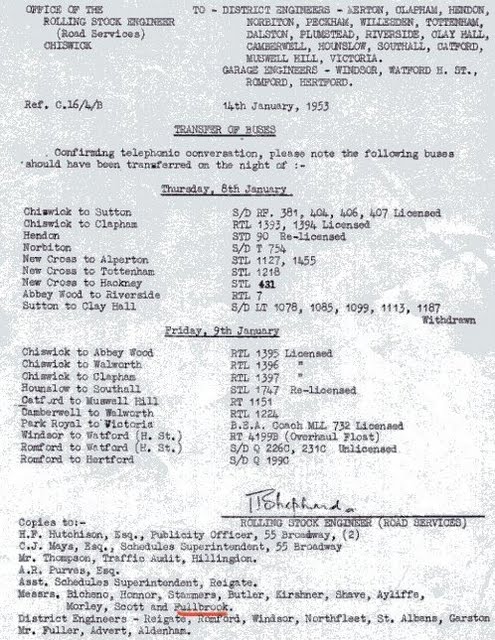 OFFICE OF THE
ROLLING STOCK ENGINEER
(Road Services)
CHISWICK
TO - DISTRICT ENGINEERS - MERTON, CLAPHAM, HENDON,
NORBITON, PECKHAM, WILLESDEN, TOTTENHAM,
DALSTON, PLUMSTEAD, RIVERSIDE, CLAY HALL,
CAMBERWELL, HOUNSLOW, SOUTHALL, CATFORD,
MUSWELL HILL, VICTORIA.
GARAGE ENGINEERS - WINDSOR, WATFORD H. ST.,
ROMFORD, HERTFORD.
Ref. C.16/4/B
14th January, 1953
TRANSFER OF BUSES
Confirming telephonic conversation, please note the following buses
should have been transferred on the night of :-
Thursday, 8th January
Chiswick to Sutton S/D RF. 381, 404, 406, 407 Licensed
Chiswick to Clapham RTL 1393, 1394 Licensed
Hendon STD 90 Re-licensed
Norbiton S/D T 754
New Cross to Alperton STL 1127, 1455
New Cross to Tottenham STL 1218
New Cross to Hackney STL 431
Abbey Wood to Riverside RTL 7
Sutton to Clay Hall S/D LT 1078, 1085, 1099, 1113, 1187
Withdrawn
Friday, 9th January
Chiswick to Abbey Wood RTL 1395 Licensed
Chiswick to Walworth RTL 1396 "
Chiswick to Clapham RTL 1397 "
Hounslow to Southall STL 1747 Re-licensed
Catford to Muswell Hill RT 1151
Camberwell to Walworth RTL 1224
Park Royal to Victoria B.E.A. Coach MLL 732 Licensed
Windsor to Watford (H. St.) RT 4199B (Overhaul Float)
Romford to Watford (H. St.) S/D Q 226C, 231C Unlicensed
Romford to Hertford S/D Q 199C
Shephard.
ROLLING STOCK ENGINEER (ROAD SERVICES)
Copies to:-
H.F. Hutchison, Esq., Publicity Officer, 55 Broadway, (2)
C.J. Mays, Esq., Schedules Superintendent, 55 Broadway
Mr. Thompson, Traffic Audit, Hillingdon.
A.R. Purves, Esq.
Asst. Schedules Superintendent, Reigate.
Messrs. Bicheno, Honnor, Stammers, Butler, Kirshner, Shave, Ayliffe,
Morley, Scott and Pullbrook.
District Engineers - Reigate, Romford, Windsor, Northfleet, St. Albans, Garston
Mr. Fuller, Advert, Aldenham.